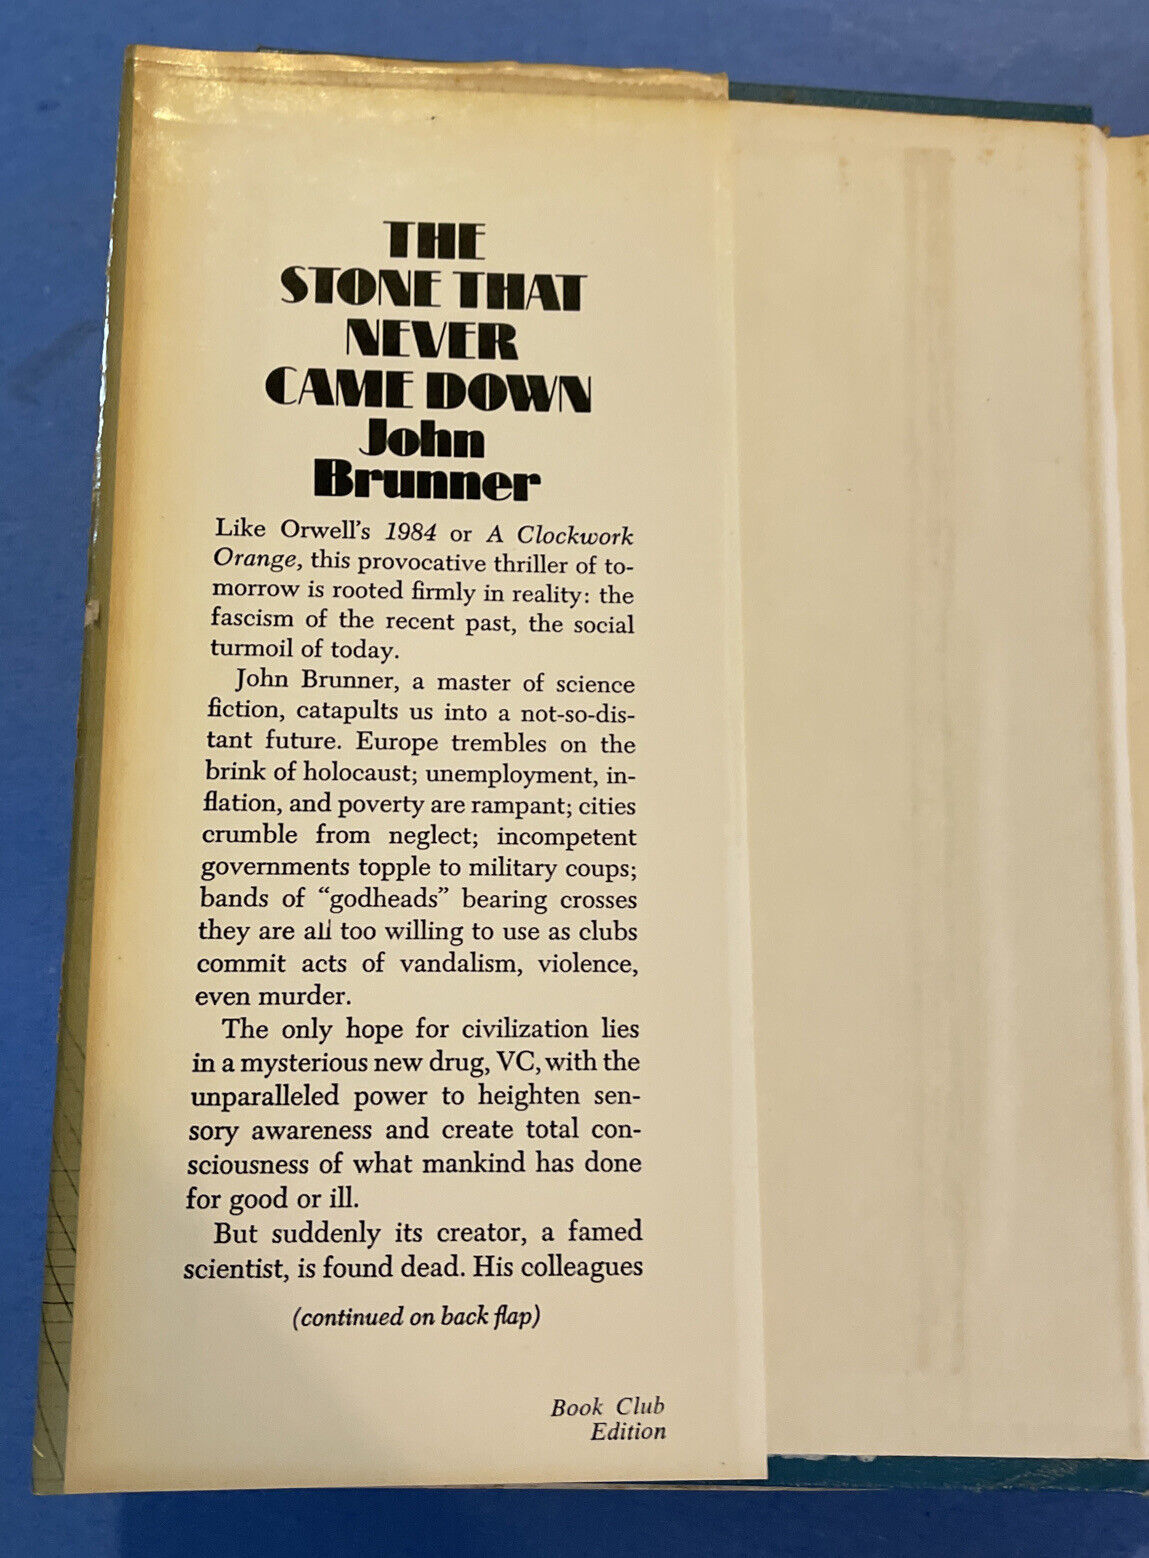 THE
STONE THAT
NEVER
CAME DOWN
John
Brunner
Like Orwell's 1984 or A Clockwork
Orange, this provocative thriller of to-
morrow is rooted firmly in reality: the
fascism of the recent past, the social
turmoil of today.
John Brunner, a master of science
fiction, catapults us into a not-so-dis-
tant future. Europe trembles on the
brink of holocaust; unemployment, in-
flation, and poverty are rampant; cities
crumble from neglect; incompetent
governments topple to military coups;
bands of “godheads” bearing crosses
they are all too willing to use as clubs
commit acts of vandalism, violence,
even murder.
The only hope for civilization lies
in a mysterious new drug, VC, with the
unparalleled power to heighten sen-
sory awareness and create total con-
sciousness of what mankind has done
for good or ill.
But suddenly its creator, a famed
scientist, is found dead. His colleagues
(continued on back flap)
Book Club
Edition